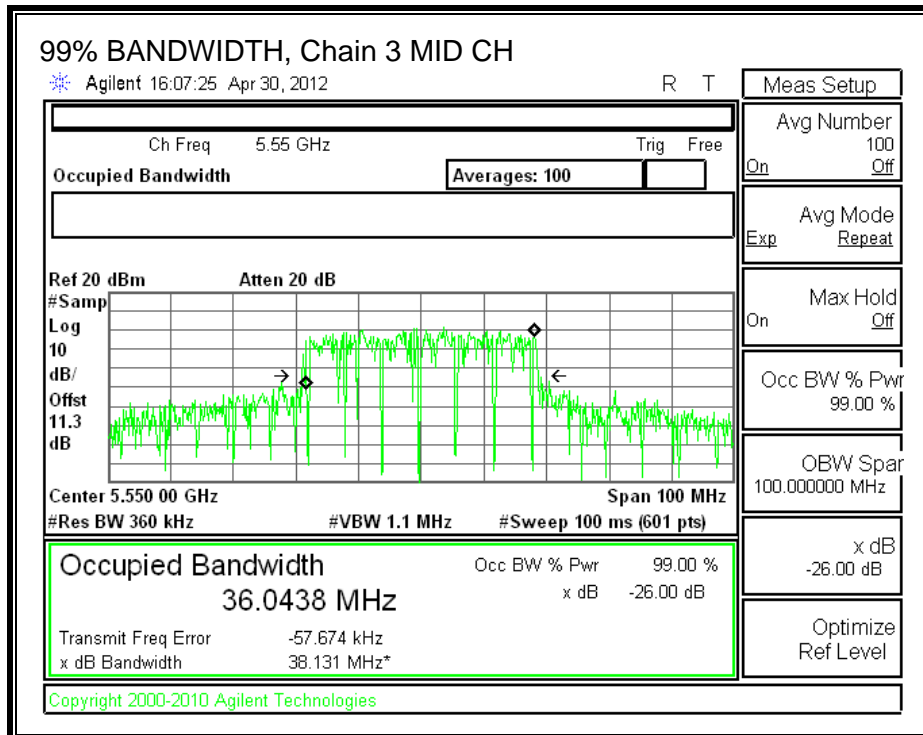 99% BANDWIDTH, Chain 3 MID CH
Agilent 16:07:25 Apr 30, 2012 R T
Meas Setup
Ch Freq 5.55 GHz Trig Free
Occupied Bandwidth Averages: 100
Ref 20 dBm Atten 20 dB
#Samp
Log
10
dB/
Offst
11.3
dB
Center 5.550 00 GHz Span 100 MHz
#Res BW 360 kHz #VBW 1.1 MHz #Sweep 100 ms (601 pts)
Occupied Bandwidth
36.0438 MHz
Occ BW % Pwr 99.00 %
x dB -26.00 dB
Transmit Freq Error -57.674 kHz
x dB Bandwidth 38.131 MHz*
Copyright 2000-2010 Agilent Technologies
Avg Number
100
On Off
Avg Mode
Exp Repeat
Max Hold
On Off
Occ BW % Pwr
99.00 %
OBW Span
100.000000 MHz
x dB
-26.00 dB
Optimize
Ref Level